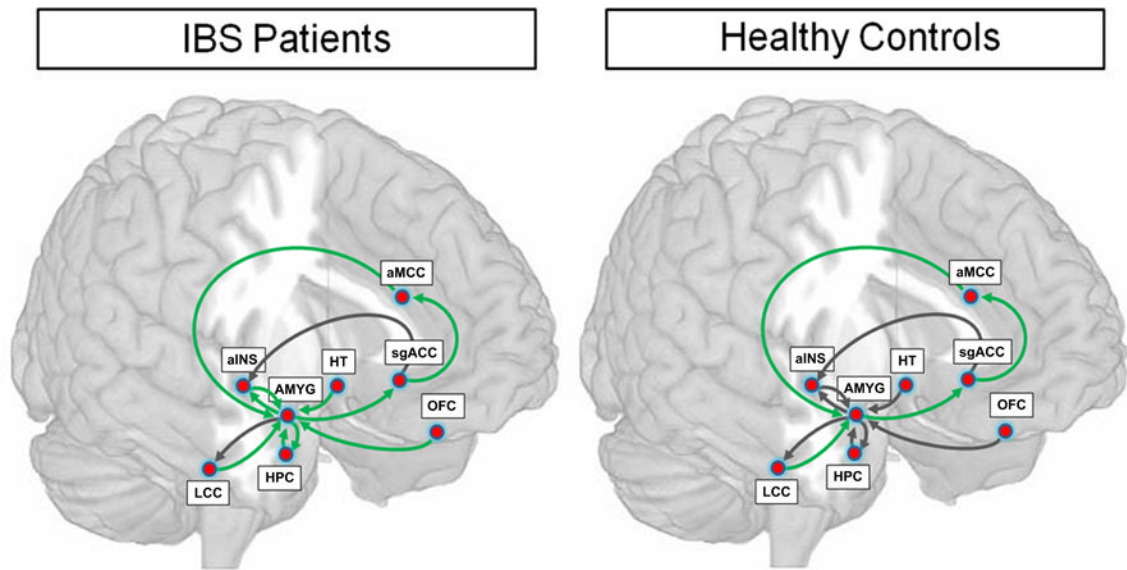 IBS Patients
aMCC
sgACC
aINS
HT
AMYG
OFC
HPC
LCC
Healthy Controls
aMCC
sgACC
aINS
HT
AMYG
OFC
HPC
LCC